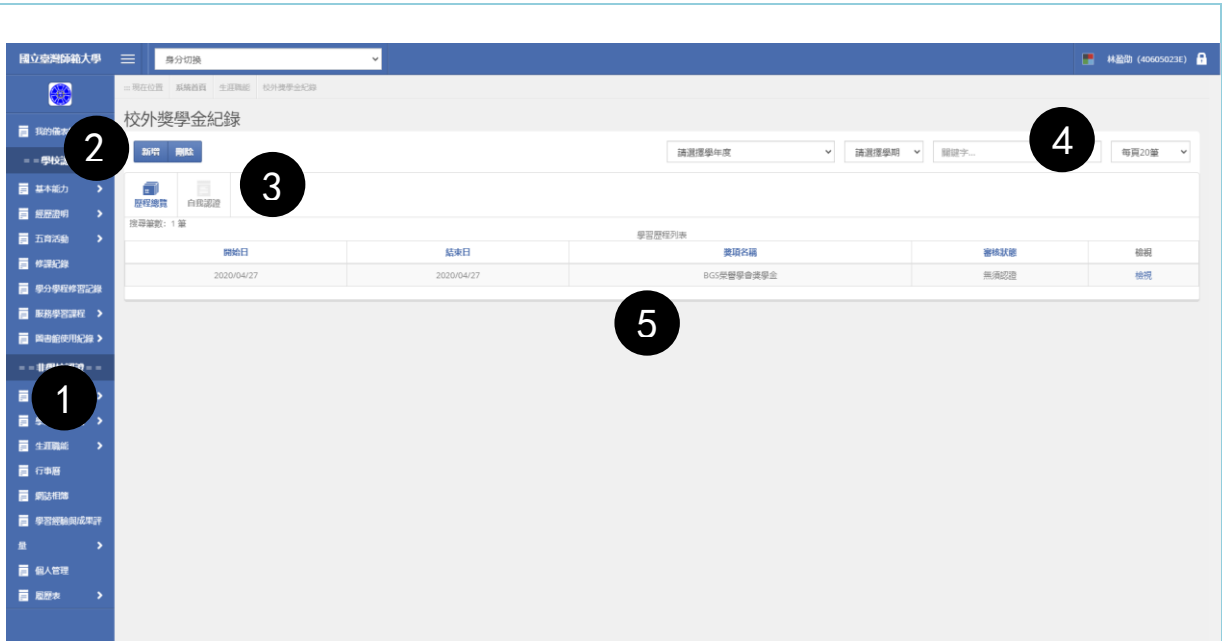 國立臺灣師範大學
身分切換
林盈助 (40605023E)
現在位置 生涯職能 校外獎學金紀錄
校外獎學金紀錄
新增 刪除
請選擇學年度
請選擇學期
關鍵字...
每頁20筆
歷程總覽
自我認證
搜尋筆數: 1 筆
學習歷程列表
開始日 結束日 獎項名稱 審核狀態 檢視
2020/04/27 2020/04/27 BGS榮譽學會獎學金 無須認證 檢視
我的儀
= =學校
基本能力
經歷證明
五育活動
修課紀錄
學分學程修習記錄
服務學習課程
圖書館使用紀錄
生涯職能
行事曆
網誌相簿
學習經驗與成果評
量
個人管理
履歷表
1
2
3
4
5